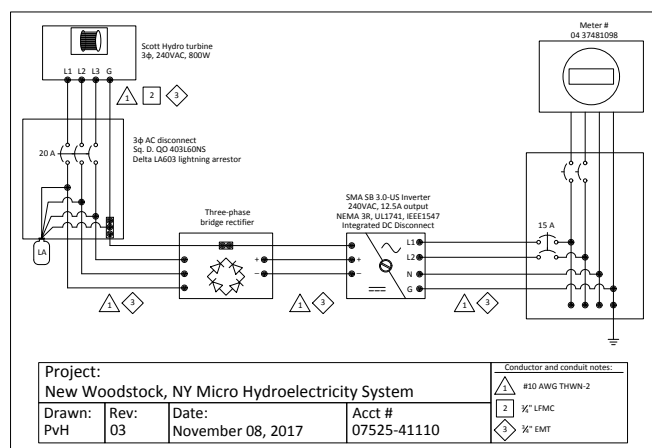 Scott Hydro turbine
3ϕ, 240VAC, 800W
L1 L2 L3 G
1 2 3
Meter #
04 37481098
3ϕ AC disconnect
Sq. D. QO 403L60NS
Delta LA603 lightning arrestor
20 A
LA
Three-phase
bridge rectifier
+
−
1 3
SMA SB 3.0-US Inverter
240VAC, 12.5A output
NEMA 3R, UL1741, IEEE1547
Integrated DC Disconnect
+
−
L1
L2
N
G
1 3
1 3
15 A
Project:
New Woodstock, NY Micro Hydroelectricity System
Drawn:
PvH
Rev:
03
Date:
November 08, 2017
Acct #
07525-41110
Conductor and conduit notes:
1 #10 AWG THWN-2
2 ¾" LFMC
3 ¾" EMT